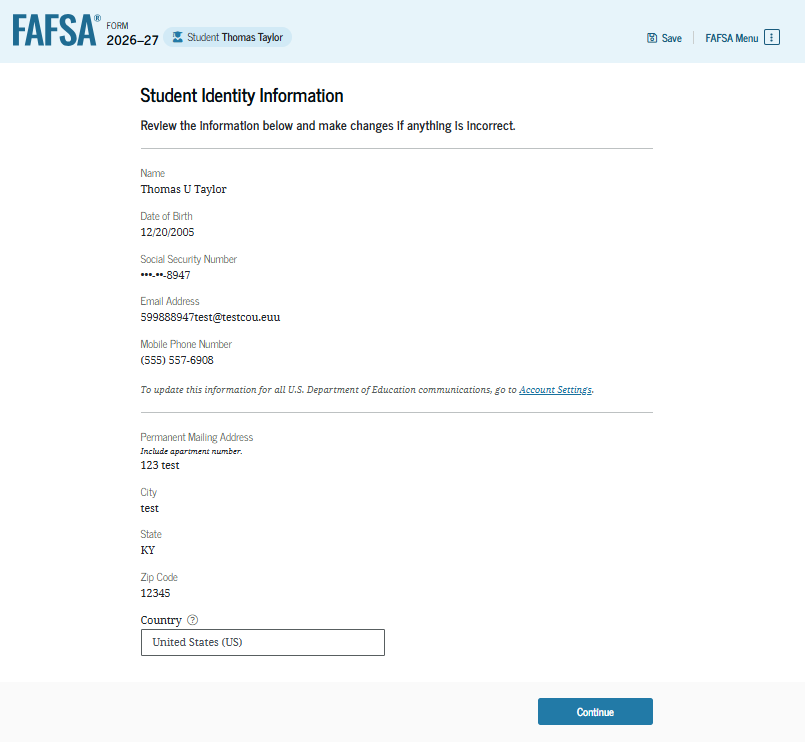 FAFSA®
FORM
2026–27
Student Thomas Taylor
Save
FAFSA Menu
Student Identity Information
Review the information below and make changes if anything is incorrect.
Name
Thomas U Taylor
Date of Birth
12/20/2005
Social Security Number
•••-••-8947
Email Address
599888947test@testcou.euu
Mobile Phone Number
(555) 557-6908
To update this information for all U.S. Department of Education communications, go to Account Settings.
Permanent Mailing Address
Include apartment number.
123 test
City
test
State
KY
Zip Code
12345
Country ?
United States (US)
Continue